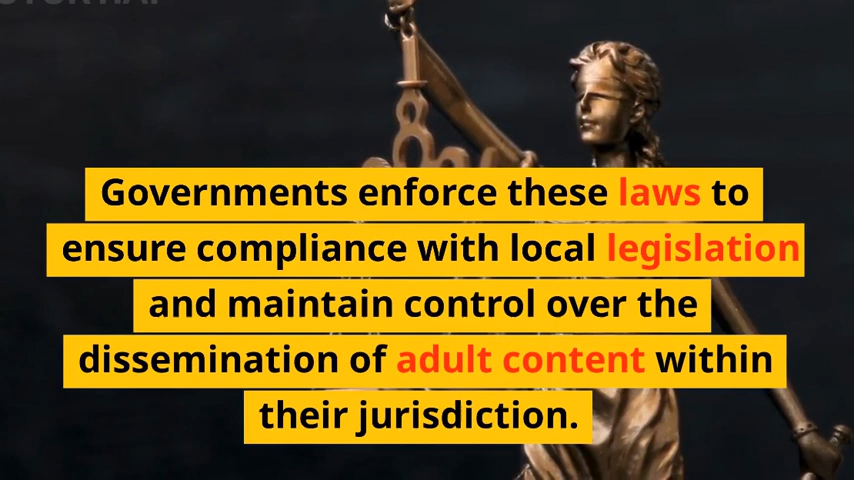 Governments enforce these laws to
ensure compliance with local legislation
and maintain control over the
dissemination of adult content within
their jurisdiction.